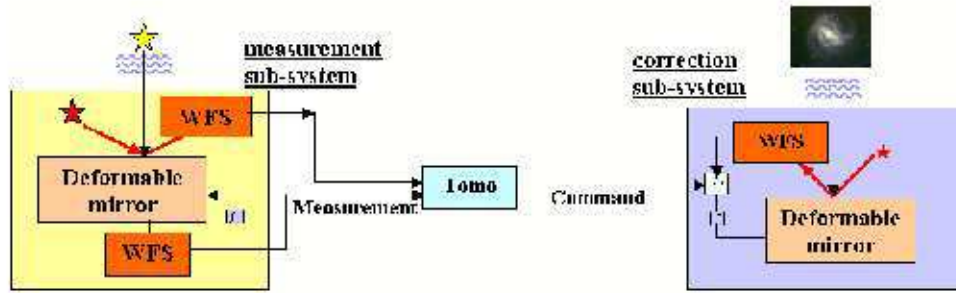 measurement
sub-system
WFS
Deformable
mirror
WFS
Measurement
Tomo
Command
correction
sub-system
WFS
Deformable
mirror